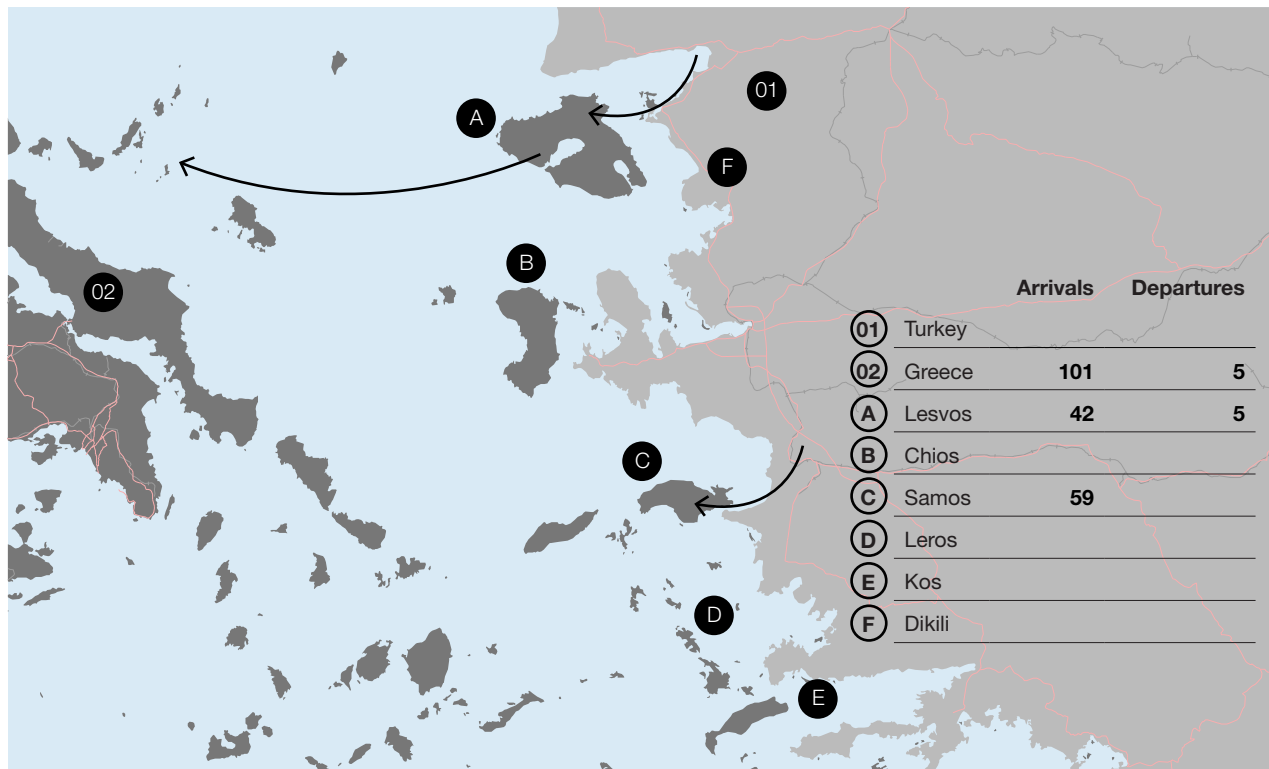 01
A
F
B
02
C
D
E
Arrivals Departures
01 Turkey
02 Greece 101 5
A Lesvos 42 5
B Chios
C Samos 59
D Leros
E Kos
F Dikili